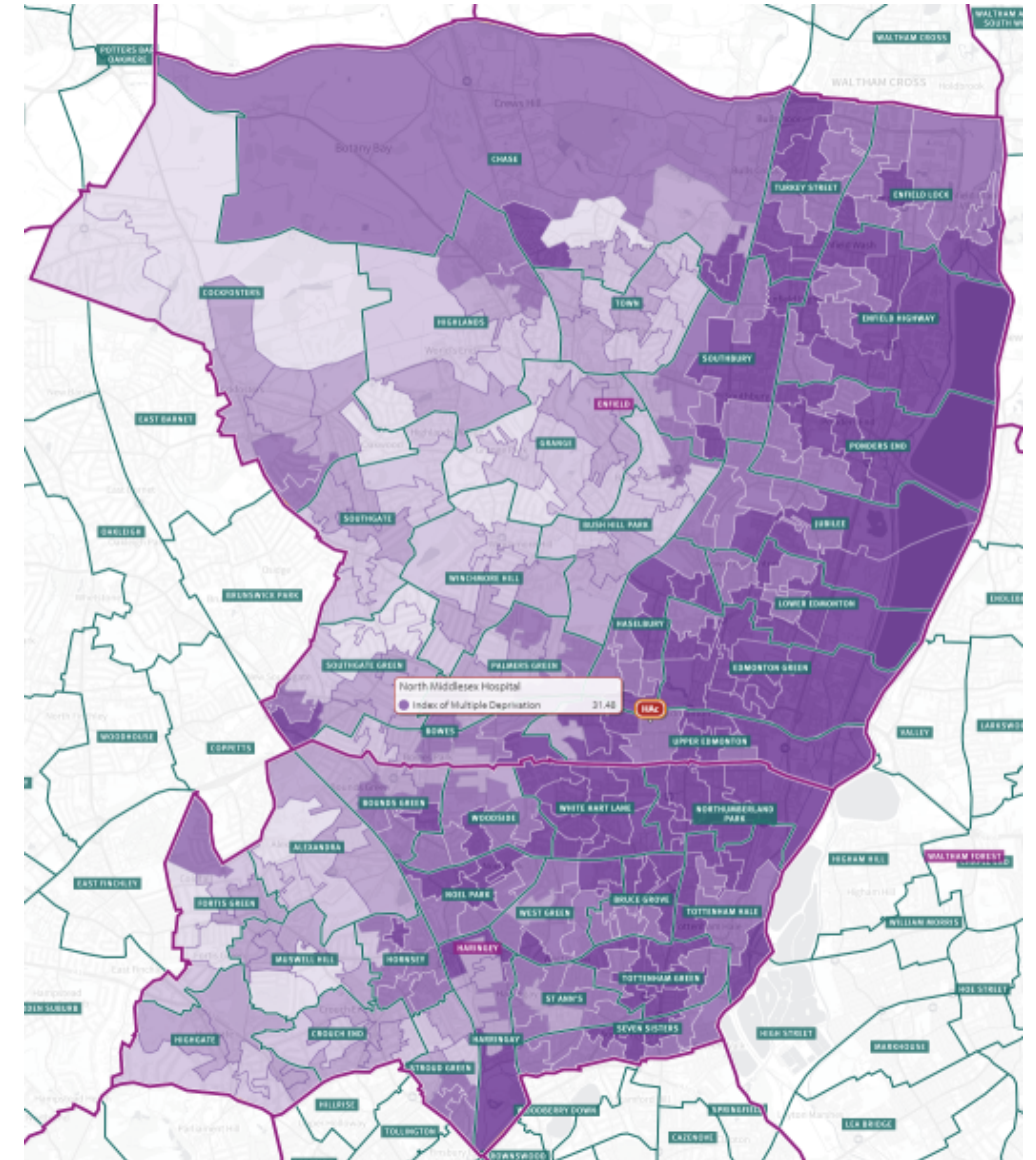 POTTERS BAR
OAKMERE
WALTHAM CROSS
WALTHAM CROSS
Crews Hill
Botany Bay
CHASE
TURKEY STREET
ENFIELD LOCK
COCKFOSTERS
TOWN
HIGHLANDS
ENFIELD HIGHWAY
SOUTHBURY
EAST BARNET
ENFIELD
GRANGE
PONDERS END
SOUTHGATE
BUSH HILL PARK
JUBILEE
OAKLEIGH
WINCHMORE HILL
BRUNSWICK PARK
LOWER EDMONTON
HASELBURY
SOUTHGATE GREEN
PALMERS GREEN
EDMONTON GREEN
North Middlesex Hospital
Index of Multiple Deprivation 31.48
HAc
WOODHOUSE
COPPETTS
BOWES
UPPER EDMONTON
VALLEY
BOUNDS GREEN
WOODSIDE
WHITE HART LANE
NORTHUMBERLAND
PARK
ALEXANDRA
HIGHAM HILL
WALTHAM FOREST
EAST FINCHLEY
FORTIS GREEN
NOEL PARK
WEST GREEN
BRUCE GROVE
TOTTENHAM HALE
WILLIAM MORRIS
MUSWELL HILL
HORNSEY
HARINGEY
TOTTENHAM GREEN
HOE STREET
ST ANN'S
HIGHGATE
CROUCH END
HARRINGAY
SEVEN SISTERS
HIGH STREET
MARKHOUSE
STROUD GREEN
HILLRISE
TOLLINGTON
WOODBERRY DOWN
SPRINGFIELD
LEA BRIDGE
CAZENOVE